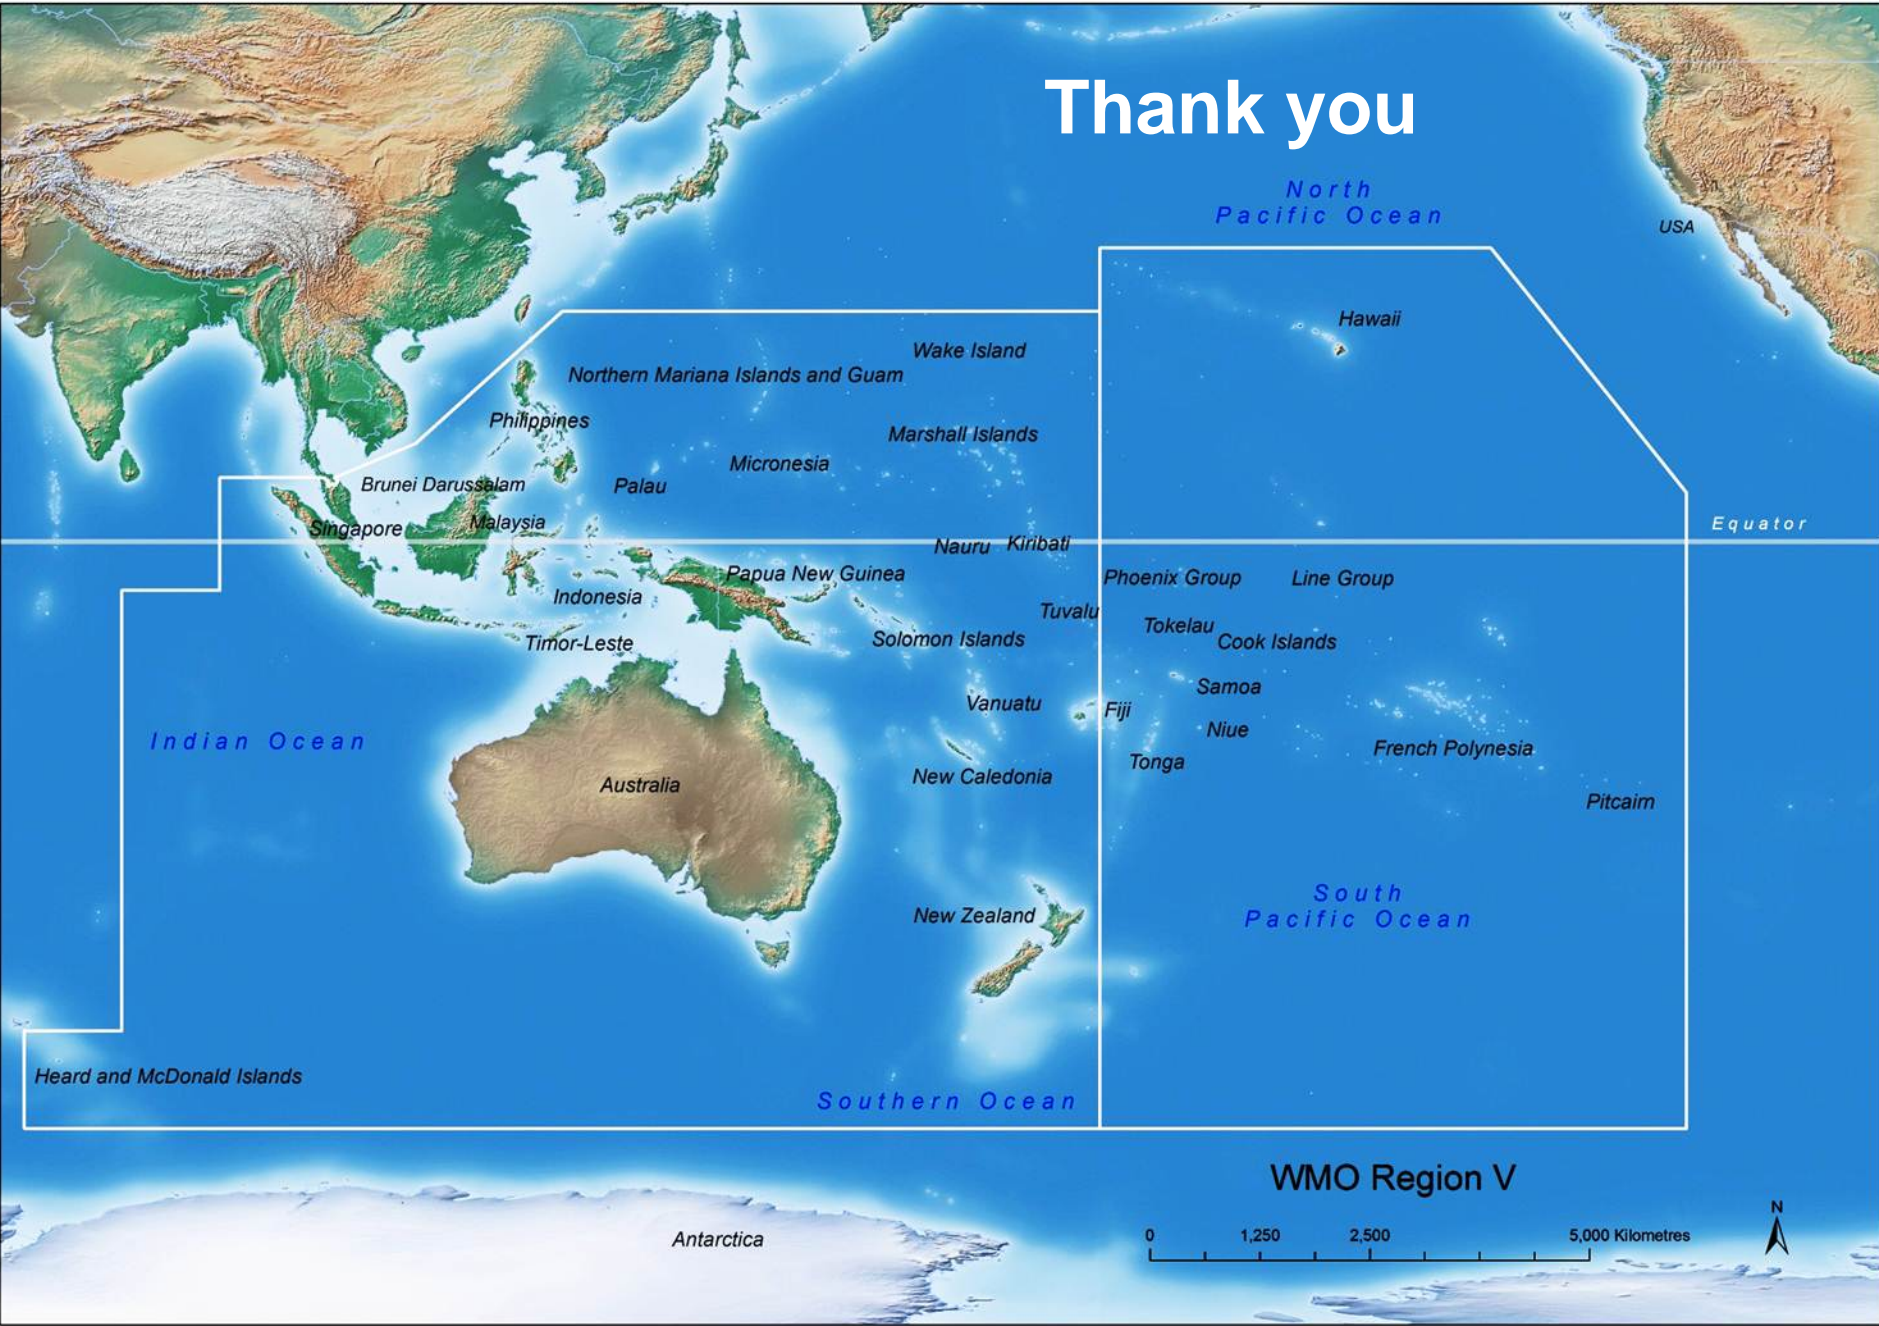 Thank you
North
Pacific Ocean
USA
Hawaii
Wake Island
Northern Mariana Islands and Guam
Philippines
Marshall Islands
Micronesia
Brunei Darussalam
Palau
Malaysia
Singapore
Equator
Nauru
Kiribati
Papua New Guinea
Phoenix Group
Line Group
Indonesia
Tuvalu
Tokelau
Solomon Islands
Cook Islands
Timor-Leste
Samoa
Vanuatu
Fiji
Niue
Indian Ocean
French Polynesia
Tonga
New Caledonia
Australia
Pitcairn
South
Pacific Ocean
New Zealand
Heard and McDonald Islands
Southern Ocean
WMO Region V
N
0 1,250 2,500 5,000 Kilometres
Antarctica